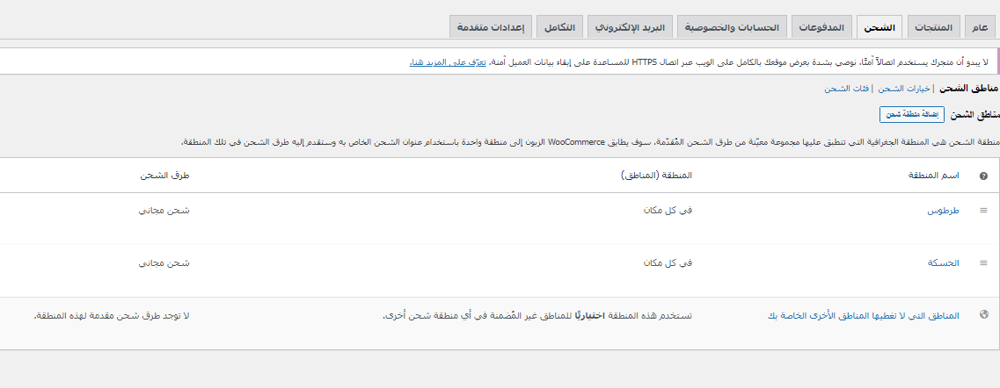 عام المنتجات الشحن المدفوعات الحسابات والخصوصية البريد الإلكتروني التكامل إعدادات متقدمة
لا يبدو أن متجرك يستخدم اتصالاً آمنًا. نوصي بشدة بعرض موقعك بالكامل على الويب عبر اتصال HTTPS للمساعدة على إبقاء بيانات العميل آمنة. تعرّف على المزيد هنا.
مناطق الشحن | خيارات الشحن | فئات الشحن
مناطق الشحن إضافة منطقة شحن
منطقة الشحن هي المنطقة الجغرافية التي تنطبق عليها مجموعة معيّنة من طرق الشحن المُقدّمة. سوف يطابق WooCommerce الزبون إلى منطقة واحدة باستخدام عنوان الشحن الخاص به وستقدم إليه طرق الشحن في تلك المنطقة.
اسم المنطقة المنطقة (المناطق) طرق الشحن
طرطوس في كل مكان شحن مجاني
الحسكة في كل مكان شحن مجاني
المناطق التي لا تغطيها المناطق الأخرى الخاصة بك تستخدم هذه المنطقة اختياريًا للمناطق غير المُضمنة في أي منطقة شحن أخرى. لا توجد طرق شحن مقدمة لهذه المنطقة.